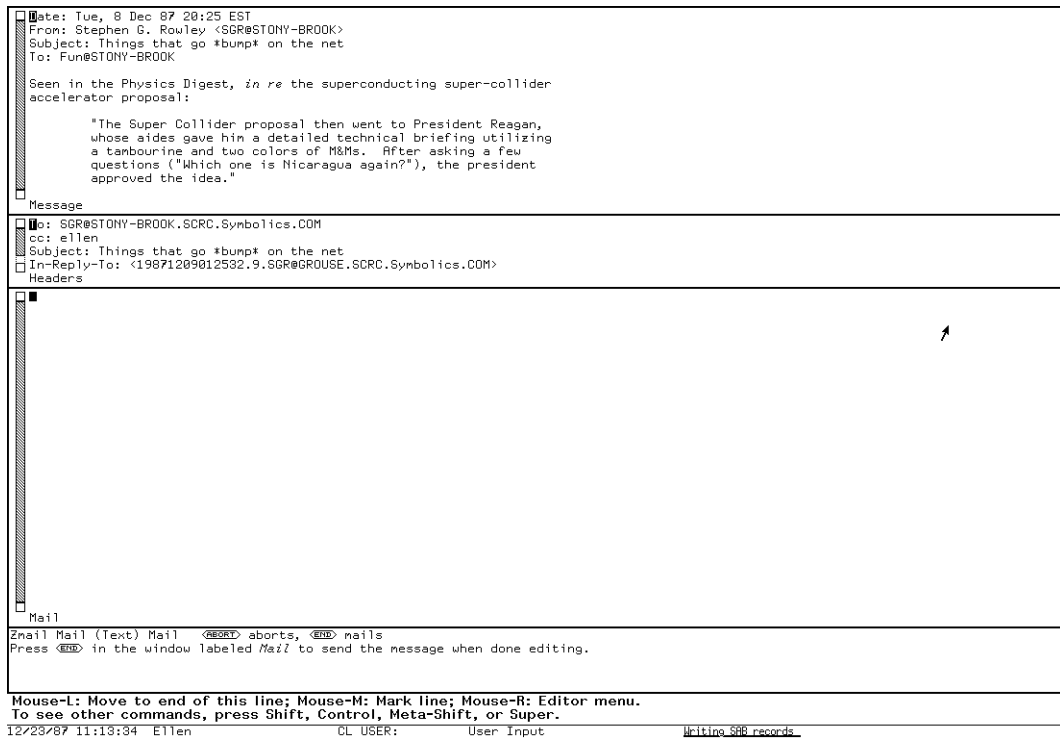 Date: Tue, 8 Dec 87 20:25 EST
From: Stephen G. Rowley <SGR@STONY-BROOK>
Subject: Things that go *bump* on the net
To: Fun@STONY-BROOK
Seen in the Physics Digest, in re the superconducting super-collider
accelerator proposal:
"The Super Collider proposal then went to President Reagan,
whose aides gave him a detailed technical briefing utilizing
a tambourine and two colors of M&Ms.  After asking a few
questions ("Which one is Nicaragua again?"), the president
approved the idea."
Message
To: SGR@STONY-BROOK.SCRC.Symbolics.COM
cc: ellen
Subject: Things that go *bump* on the net
In-Reply-To: <19871209012532.9.SGR@GROUSE.SCRC.Symbolics.COM>
Headers
Mail
Zmail Mail (Text) Mail   <ABORT> aborts, <END> mails
Press <END> in the window labeled Mail to send the message when done editing.
Mouse-L: Move to end of this line; Mouse-M: Mark line; Mouse-R: Editor menu.
To see other commands, press Shift, Control, Meta-Shift, or Super.
12/23/87 11:13:34 Ellen CL USER: User Input Writing SAB records